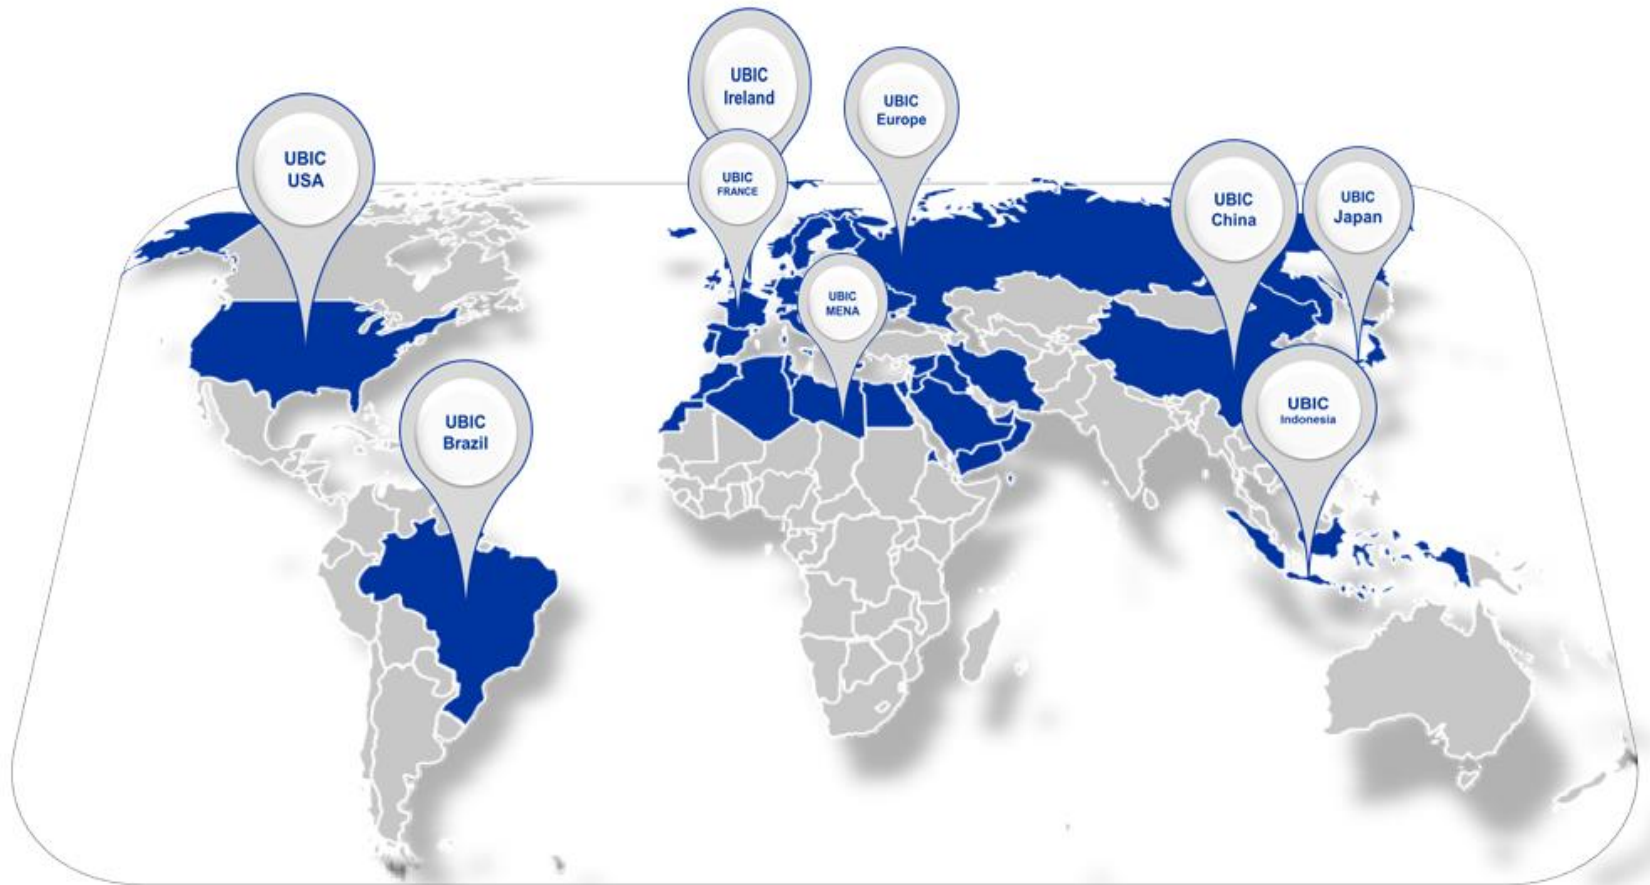 UBIC
Ireland
UBIC
Europe
UBIC
USA
UBIC
FRANCE
UBIC
China
UBIC
Japan
UBIC
MENA
UBIC
Brazil
UBIC
Indonesia